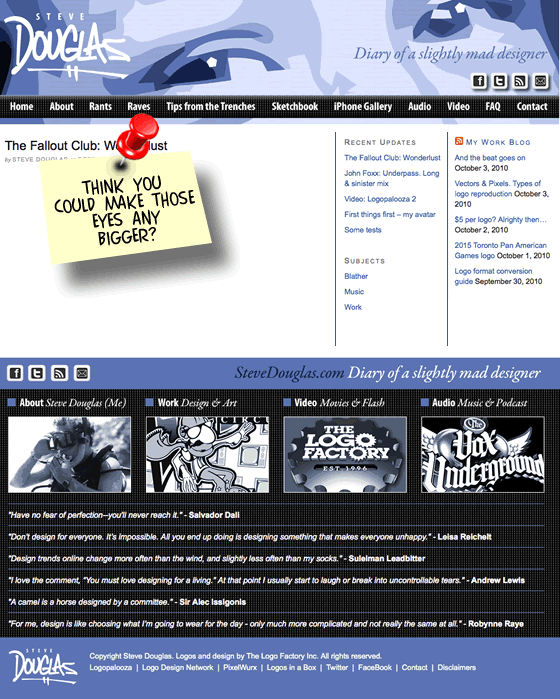 STEVE
DOUGLAS
Diary of a slightly mad designer
Home About Rants Raves Tips from the Trenches Sketchbook iPhone Gallery Audio Video FAQ Contact
The Fallout Club: Wonderlust
by STEVE DOUGLAS
THINK YOU
COULD MAKE THOSE
EYES ANY
BIGGER?
RECENT UPDATES
The Fallout Club: Wonderlust
John Foxx: Underpass. Long
& sinister mix
Video: Logopalooza 2
First things first – my avatar
Some tests
SUBJECTS
Blather
Music
Work
MY WORK BLOG
And the beat goes on
October 3, 2010
Vectors & Pixels. Types of
logo reproduction October 3,
2010
$5 per logo? Alrighty then…
October 2, 2010
2015 Toronto Pan American
Games logo October 1, 2010
Logo format conversion
guide September 30, 2010
SteveDouglas.com Diary of a slightly mad designer
About Steve Douglas (Me)
Work Design & Art
Video Movies & Flash
Audio Music & Podcast
THE
LOGO
FACTORY
EST. 1996
The
Vox
Underground
"Have no fear of perfection--you'll never reach it." - Salvador Dali
"Don't design for everyone. It's impossible. All you end up doing is designing something that makes everyone unhappy." - Leisa Reichelt
"Design trends online change more often than the wind, and slightly less often than my socks." - Suleiman Leadbitter
"I love the comment, "You must love designing for a living." At that point I usually start to laugh or break into uncontrollable tears." - Andrew Lewis
"A camel is a horse designed by a committee." - Sir Alec Issigonis
"For me, design is like choosing what I'm going to wear for the day - only much more complicated and not really the same at all." - Robynne Raye
STEVE
DOUGLAS
Copyright Steve Douglas. Logos and design by The Logo Factory Inc. All rights reserved.
Logopalooza | Logo Design Network | PixelWurx | Logos in a Box | Twitter | FaceBook | Contact | Disclaimers